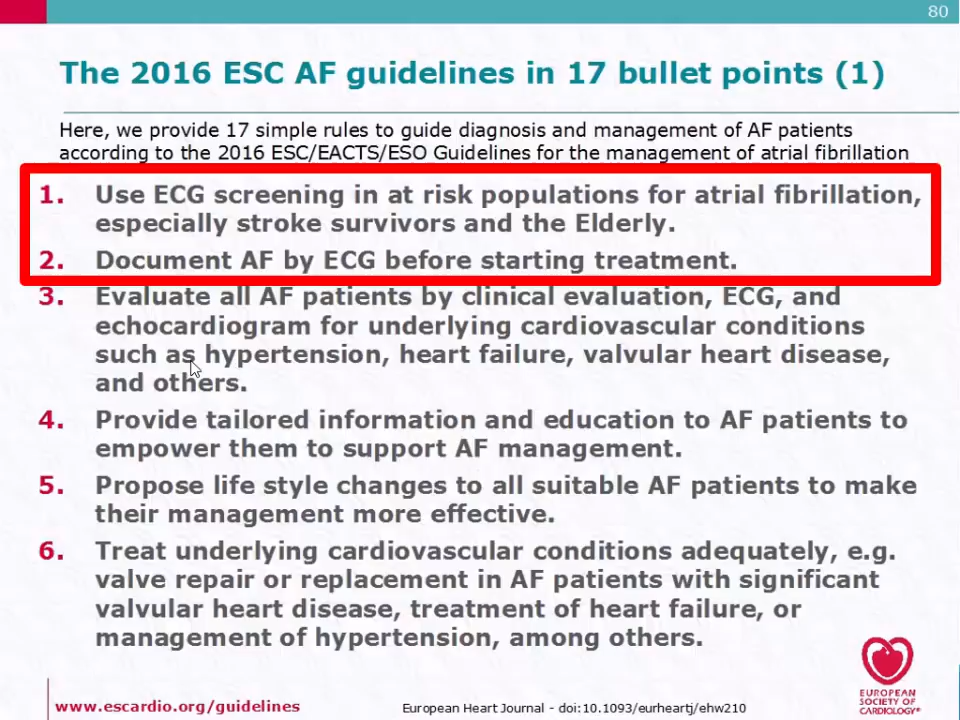 80
The 2016 ESC AF guidelines in 17 bullet points (1)
Here, we provide 17 simple rules to guide diagnosis and management of AF patients
according to the 2016 ESC/EACTS/ESO Guidelines for the management of atrial fibrillation
1. Use ECG screening in at risk populations for atrial fibrillation,
especially stroke survivors and the Elderly.
2. Document AF by ECG before starting treatment.
3. Evaluate all AF patients by clinical evaluation, ECG, and
echocardiogram for underlying cardiovascular conditions
such as hypertension, heart failure, valvular heart disease,
and others.
4. Provide tailored information and education to AF patients to
empower them to support AF management.
5. Propose life style changes to all suitable AF patients to make
their management more effective.
6. Treat underlying cardiovascular conditions adequately, e.g.
valve repair or replacement in AF patients with significant
valvular heart disease, treatment of heart failure, or
management of hypertension, among others.
www.escardio.org/guidelines
European Heart Journal - doi:10.1093/eurheartj/ehw210
EUROPEAN
SOCIETY OF
CARDIOLOGY®